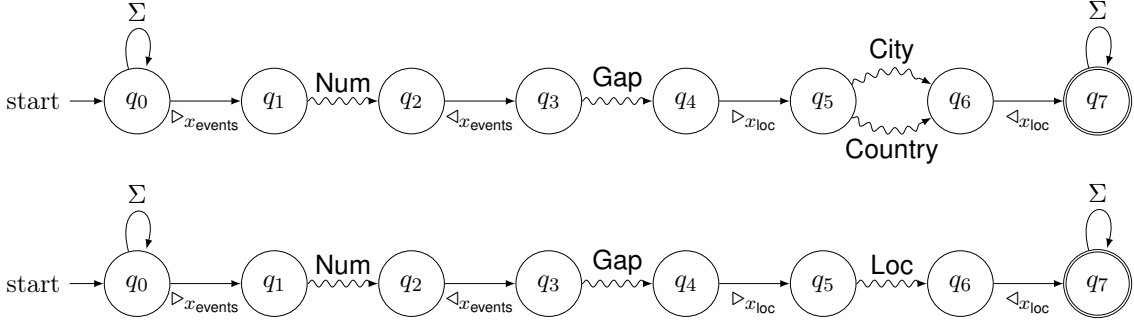 Σ Σ
City
Num Gap
start q₀ q₁ q₂ q₃ q₄ q₅ q₆ q₇
▷x_events ◁x_events ▷x_loc ◁x_loc
Country
Σ Σ
Num Gap Loc
start q₀ q₁ q₂ q₃ q₄ q₅ q₆ q₇
▷x_events ◁x_events ▷x_loc ◁x_loc